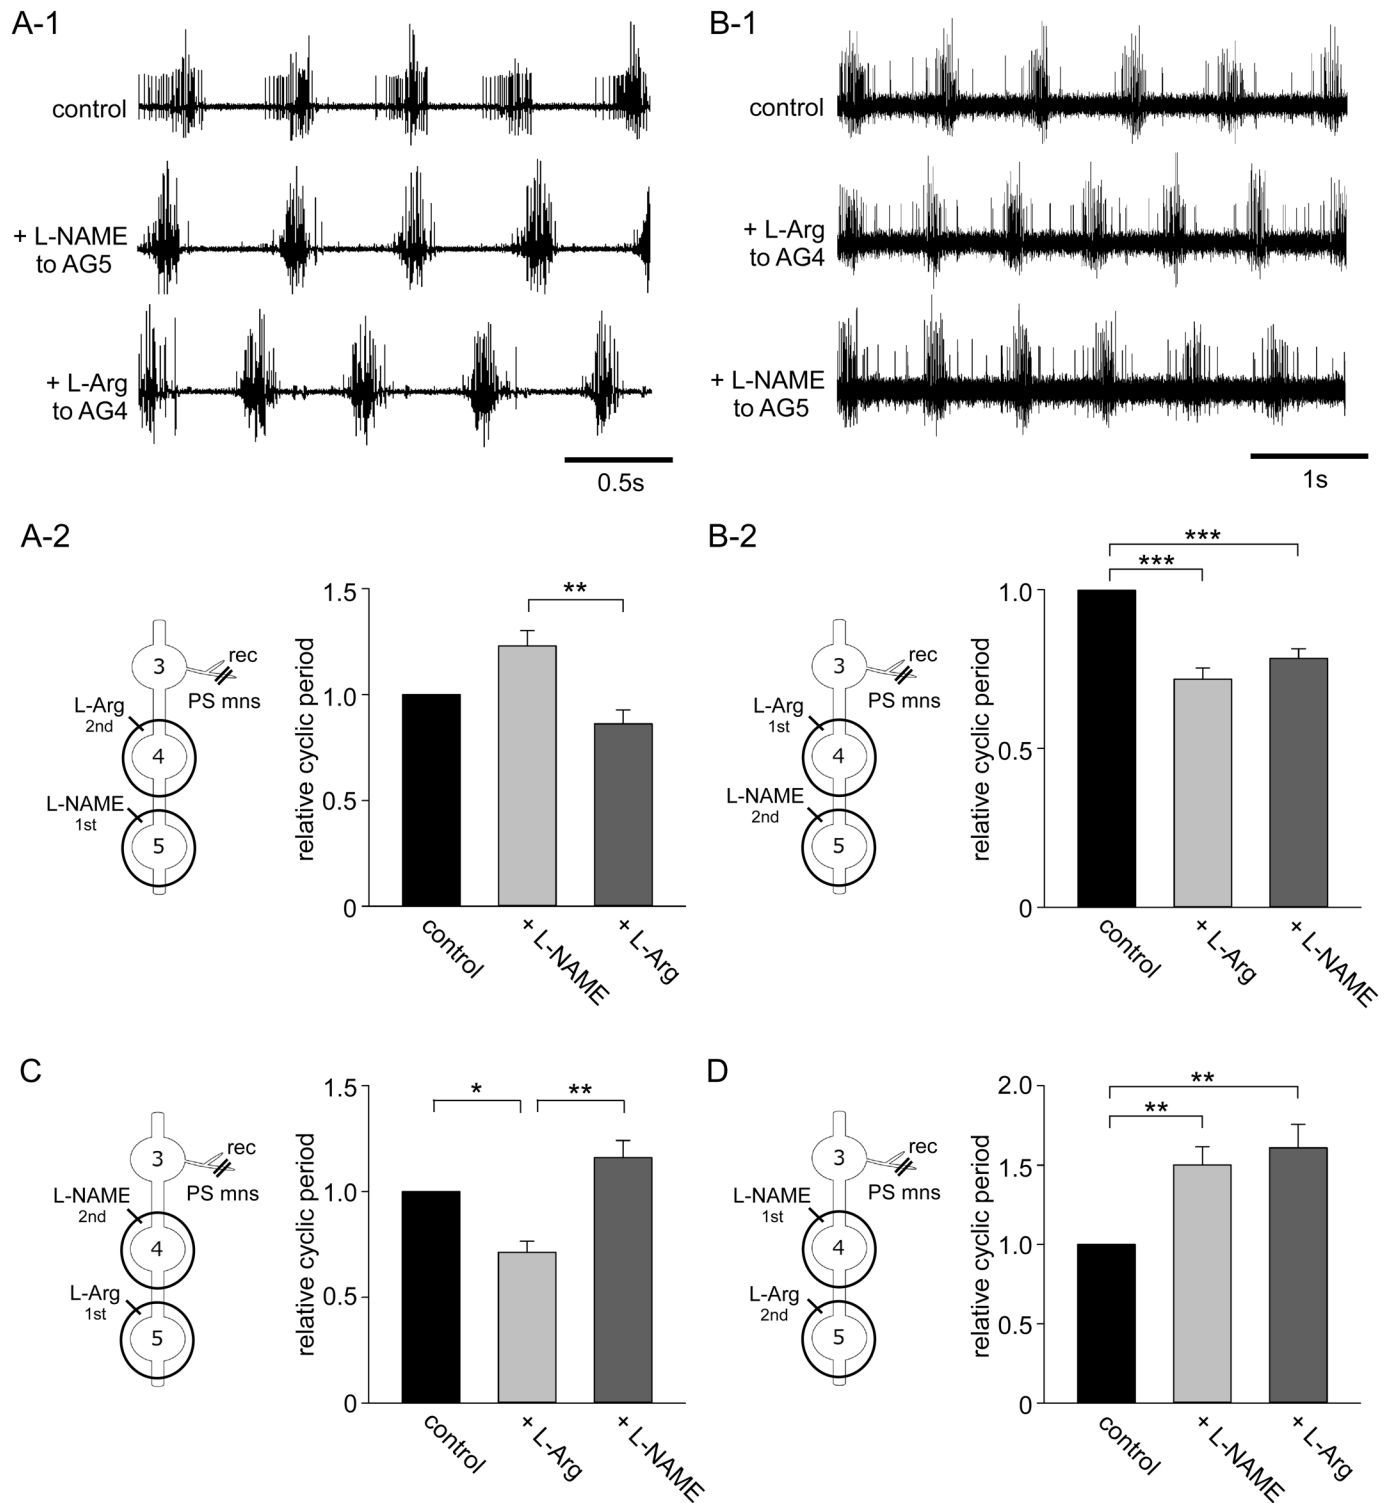 A-1
control
+ L-NAME
to AG5
+ L-Arg
to AG4
0.5s
B-1
control
+ L-Arg
to AG4
+ L-NAME
to AG5
1s
A-2
3
rec
PS mns
L-Arg
2nd
4
L-NAME
1st
5
relative cyclic period
1.5
1.0
0.5
0
**
control
+ L-NAME
+ L-Arg
B-2
3
rec
PS mns
L-Arg
1st
4
L-NAME
2nd
5
relative cyclic period
1.0
0.5
0
***
***
control
+ L-Arg
+ L-NAME
C
3
rec
PS mns
L-NAME
2nd
4
L-Arg
1st
5
relative cyclic period
1.5
1.0
0.5
0
*
**
control
+ L-Arg
+ L-NAME
D
3
rec
PS mns
L-NAME
1st
4
L-Arg
2nd
5
relative cyclic period
2.0
1.5
1.0
0.5
0
**
**
control
+ L-NAME
+ L-Arg